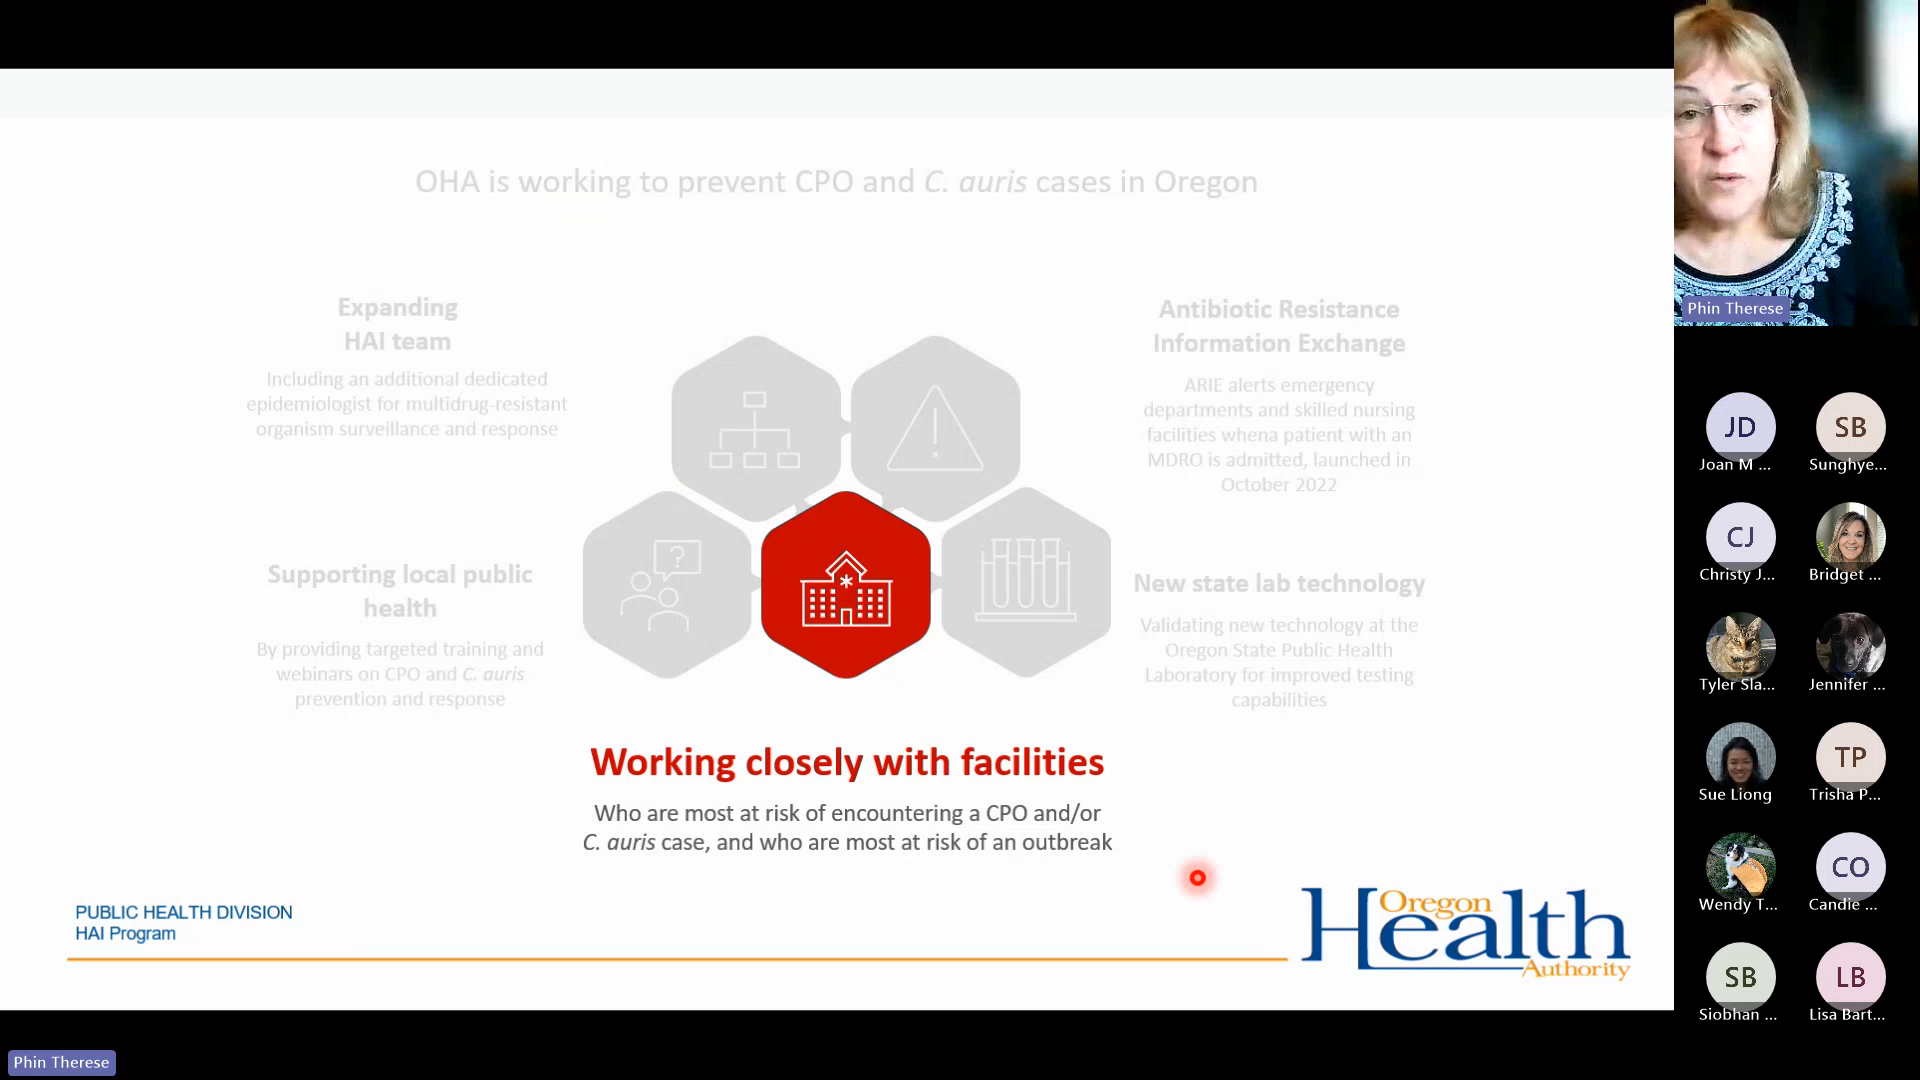 OHA is working to prevent CPO and C. auris cases in Oregon
Expanding
HAI team
Including an additional dedicated
epidemiologist for multidrug-resistant
organism surveillance and response
Antibiotic Resistance
Information Exchange
ARIE alerts emergency
departments and skilled nursing
facilities whena patient with an
MDRO is admitted, launched in
October 2022
Supporting local public
health
By providing targeted training and
webinars on CPO and C. auris
prevention and response
?
*
New state lab technology
Validating new technology at the
Oregon State Public Health
Laboratory for improved testing
capabilities
Working closely with facilities
Who are most at risk of encountering a CPO and/or
C. auris case, and who are most at risk of an outbreak
PUBLIC HEALTH DIVISION
HAI Program
Oregon
Health
Authority
Phin Therese
Phin Therese
JD
Joan M ...
SB
Sunghye...
CJ
Christy J...
Bridget ...
Tyler Sla...
Jennifer ...
Sue Liong
TP
Trisha P...
Wendy T...
CO
Candie ...
SB
Siobhan ...
LB
Lisa Bart...